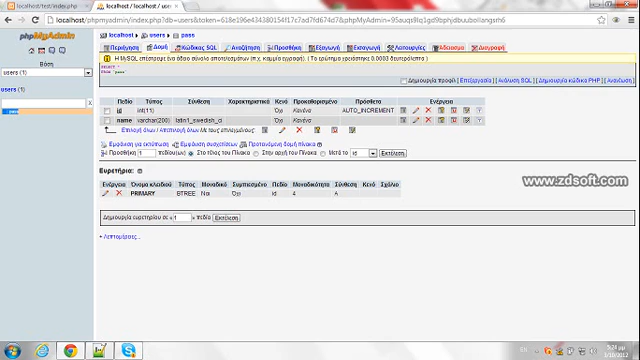 localhost/test/index.php
localhost / localhost / users
localhost/phpmyadmin/index.php?db=users&token=618e196e434380154f17c7ad7fd674d7&phpMyAdmin=95auqs9lq1gd9bphjdbuuboilangsrh6
phpMyAdmin
localhost ▸ users ▸ pass
Περιήγηση Δομή Κώδικας SQL Αναζήτηση Προσθήκη Εξαγωγή Εισαγωγή Λειτουργίες Άδειασμα Διαγραφή
Βάση
users (1)
users (1)
pass
Η MySQL επέστρεψε ένα άδειο σύνολο αποτελεσμάτων (π.χ. καμμία εγγραφή). ( Το ερώτημα χρειάστηκε 0.0003 δευτερόλεπτα )
SELECT *
FROM `pass`
Δημιουργία προφίλ [ Επεξεργασία ] [ Ανάλυση SQL ] [ Δημιουργία κώδικα PHP ] [ Ανανέωση ]
Πεδίο Τύπος Σύνθεση Χαρακτηριστικά Κενό Προκαθορισμένο Πρόσθετα Ενέργεια
id int(11) Όχι Κανένα AUTO_INCREMENT
name varchar(200) latin1_swedish_ci Όχι Κανένα
Επιλογή όλων / Απεπιλογή όλων Με τους επιλεγμένους:
Εμφάνιση για εκτύπωση Εμφάνιση συσχετίσεων Προτεινόμενη δομή πίνακα
Προσθήκη 1 πεδίου(ων) Στο τέλος του Πίνακα Στην αρχή του Πίνακα Μετά το id Εκτέλεση
Ευρετήρια:
Ενέργεια Όνομα κλειδιού Τύπος Μοναδικό Συμπιεσμένο Πεδίο Μοναδικότητα Σύνθεση Κενό Σχόλιο
PRIMARY BTREE Ναι Όχι id 4 A
Δημιουργία ευρετηρίου σε 1 πεδίο Εκτέλεση
+ Λεπτομέρειες...
www.zdsoft.com
EN
5:24 μμ
3/10/2012